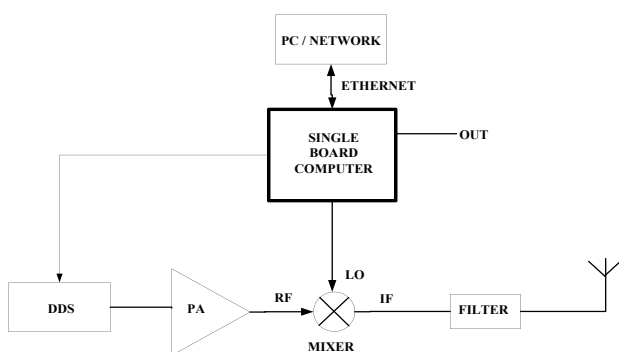 PC / NETWORK
ETHERNET
SINGLE
BOARD
COMPUTER
OUT
LO
DDS
PA
RF
IF
FILTER
MIXER